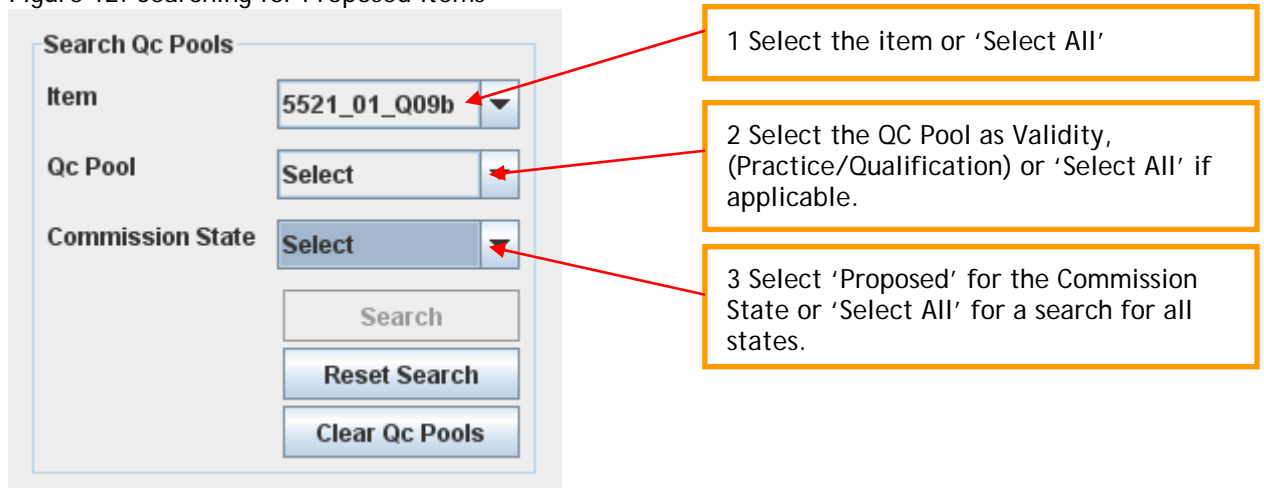 Figure 12: Searching for Proposed Items
Search Qc Pools
Item
5521_01_Q09b
Qc Pool
Select
Commission State
Select
Search
Reset Search
Clear Qc Pools
1 Select the item or ‘Select All’
2 Select the QC Pool as Validity,
(Practice/Qualification) or ‘Select All’ if
applicable.
3 Select ‘Proposed’ for the Commission
State or ‘Select All’ for a search for all
states.